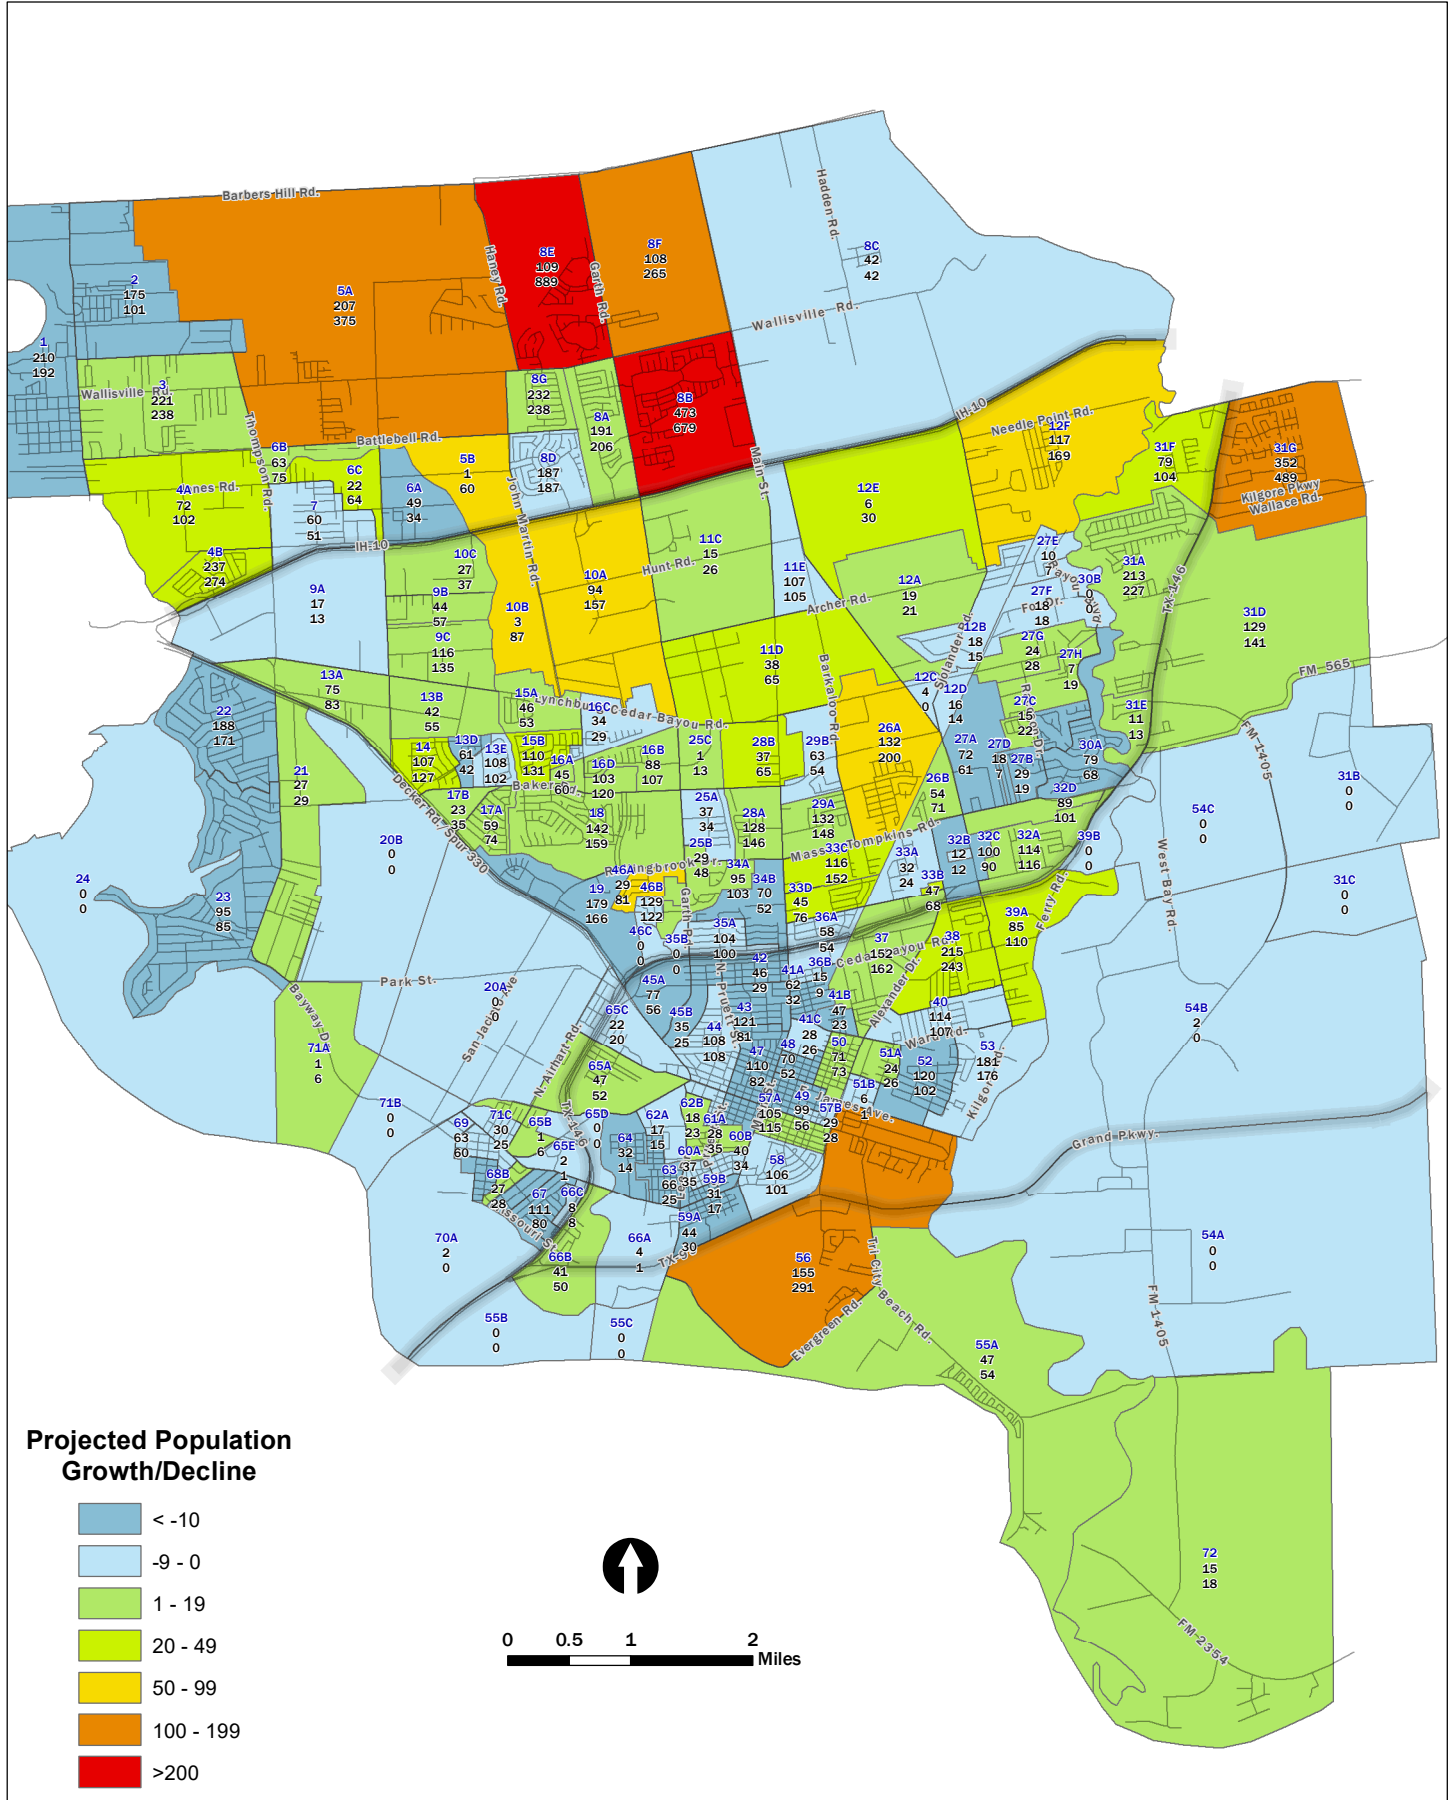 Barbers Hill Rd.
Hadden Rd.
8C
42
42
8E
109
889
Haney Rd.
Garth Rd.
8F
108
265
2
175
101
5A
207
375
1
210
192
Wallisville Rd.
Wallisville Rd.
3
221
238
8G
232
238
8A
191
206
8B
473
679
IH-10
Needle Point Rd.
12F
117
169
Thompson Rd.
Battlebell Rd.
6B
63
75
6C
22
64
5B
1
60
8D
187
187
Main St.
31F
79
104
31G
352
489
Kilgore Pkwy
Wallace Rd.
4A
72
102
7
60
51
6A
49
34
12E
6
30
John Martin Rd.
IH-10
4B
237
274
10C
27
37
11C
15
26
Hunt Rd.
27E
10
7
31A
213
227
TX-146
9A
17
13
9B
44
57
9C
116
135
10B
3
87
10A
94
157
11E
107
105
Archer Rd.
12A
19
21
27F
18
18
30B
0
0
31D
129
141
12B
18
15
27G
24
28
27H
7
19
FM 565
11D
38
65
Barkaloo Rd.
Sjolander Rd.
12C
4
0
12D
16
14
27C
15
22
31E
11
13
FM 1405
13A
75
83
13B
42
55
15A
46
53
Cedar Bayou Rd.
16C
34
29
22
188
171
14
107
127
13D
61
42
13E
108
102
15B
110
131
16A
45
60
16D
103
120
16B
88
107
25C
1
13
28B
37
65
29B
63
54
26A
132
200
27A
72
61
27D
18
7
27B
29
19
30A
79
68
31B
0
0
21
27
29
Decker Rd./Spur 330
17B
23
35
17A
59
74
18
142
159
25A
37
34
28A
128
146
29A
132
148
26B
54
71
32D
89
101
54C
0
0
20B
0
0
25B
29
48
34A
95
103
33C
116
152
33A
32
24
32B
12
12
32C
100
90
32A
114
116
39B
0
0
West Bay Rd.
24
0
0
23
95
85
19
179
166
46A
29
81
46B
129
122
34B
70
52
33D
45
76
33B
47
68
31C
0
0
46C
0
0
35B
0
0
35A
104
100
36A
58
54
37
152
162
38
215
243
39A
85
110
Ferry Rd.
Park St.
Bayway Dr.
20A
0
0
45A
77
56
42
46
29
41A
62
32
36B
15
9
Alexander Dr.
N. Pruett St.
65C
22
20
45B
35
25
44
108
108
43
121
81
41C
28
26
41B
47
23
40
114
107
Ward Rd.
54B
2
0
71A
1
6
N Airhart Rd.
47
110
82
48
70
52
50
71
73
51A
24
26
52
120
102
53
181
176
65A
47
52
51B
6
1
71B
0
0
69
63
60
71C
30
25
65B
1
6
65D
0
0
62A
17
15
62B
18
23
61A
28
35
57A
105
115
49
99
56
57B
29
28
Grand Pkwy.
65E
2
1
64
32
14
60A
37
35
60B
40
34
58
106
101
68B
27
28
67
111
80
66C
8
8
63
66
25
59B
31
17
70A
2
0
66A
4
1
59A
44
30
66B
41
50
56
155
291
Tri City Beach Rd.
54A
0
0
FM 1405
55B
0
0
55C
0
0
Evergreen Rd.
55A
47
54
Projected Population
Growth/Decline
< -10
-9 - 0
1 - 19
20 - 49
50 - 99
100 - 199
>200
0 0.5 1 2
Miles
72
15
18
FM 2354